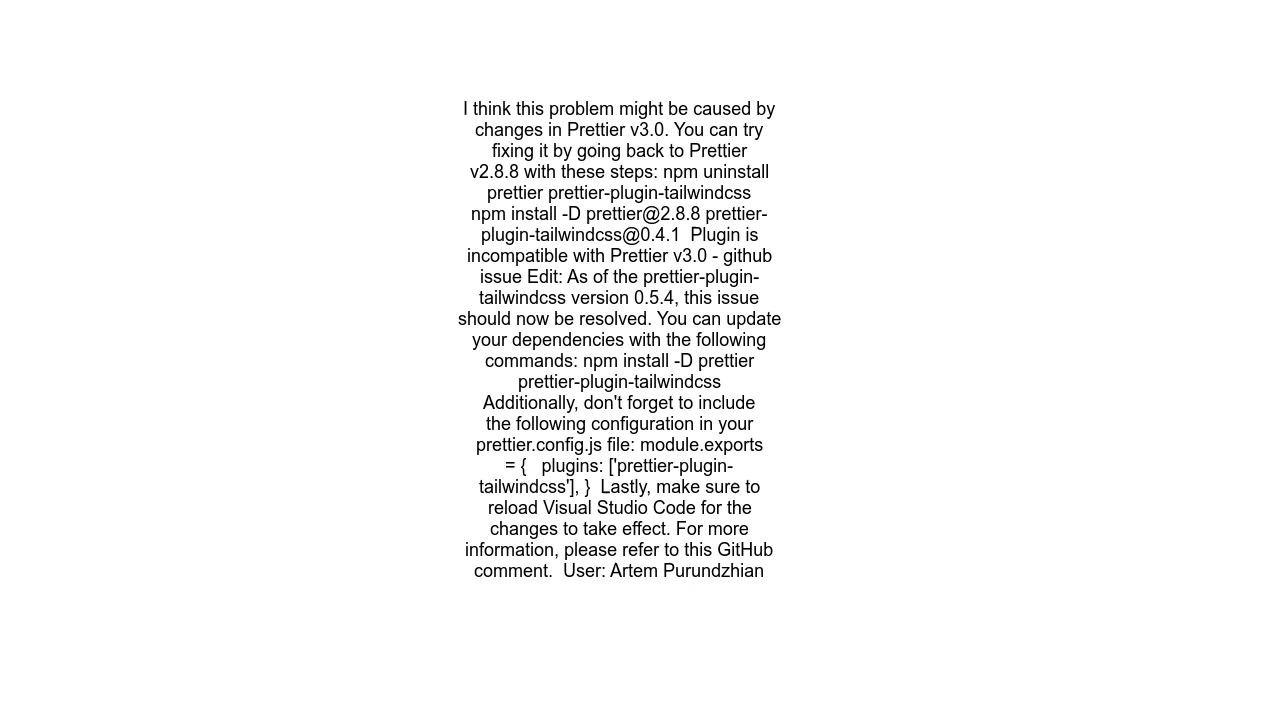 I think this problem might be caused by
changes in Prettier v3.0. You can try
fixing it by going back to Prettier
v2.8.8 with these steps: npm uninstall
prettier prettier-plugin-tailwindcss
npm install -D prettier@2.8.8 prettier-
plugin-tailwindcss@0.4.1  Plugin is
incompatible with Prettier v3.0 - github
issue Edit: As of the prettier-plugin-
tailwindcss version 0.5.4, this issue
should now be resolved. You can update
your dependencies with the following
commands: npm install -D prettier
prettier-plugin-tailwindcss
Additionally, don't forget to include
the following configuration in your
prettier.config.js file: module.exports
= {   plugins: ['prettier-plugin-
tailwindcss'], }  Lastly, make sure to
reload Visual Studio Code for the
changes to take effect. For more
information, please refer to this GitHub
comment.  User: Artem Purundzhian